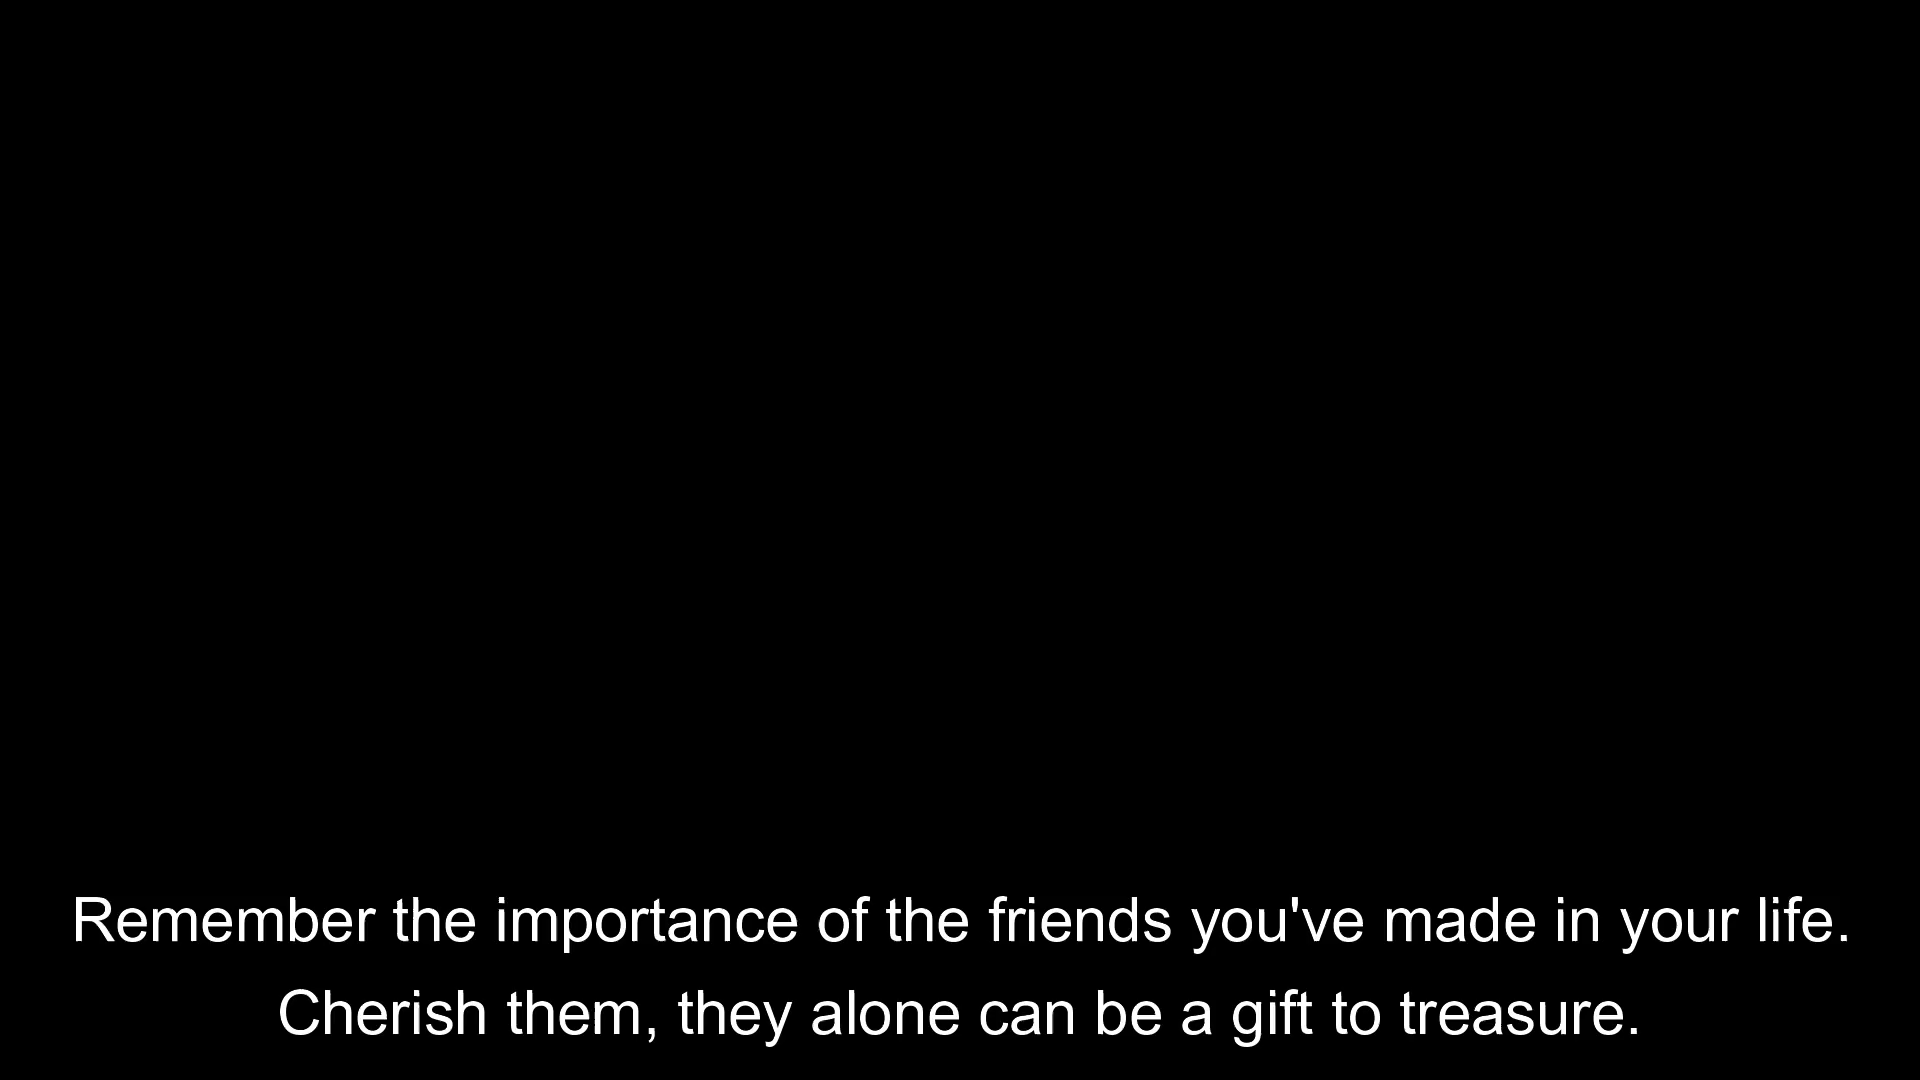 Remember the importance of the friends you've made in your life.
Cherish them, they alone can be a gift to treasure.